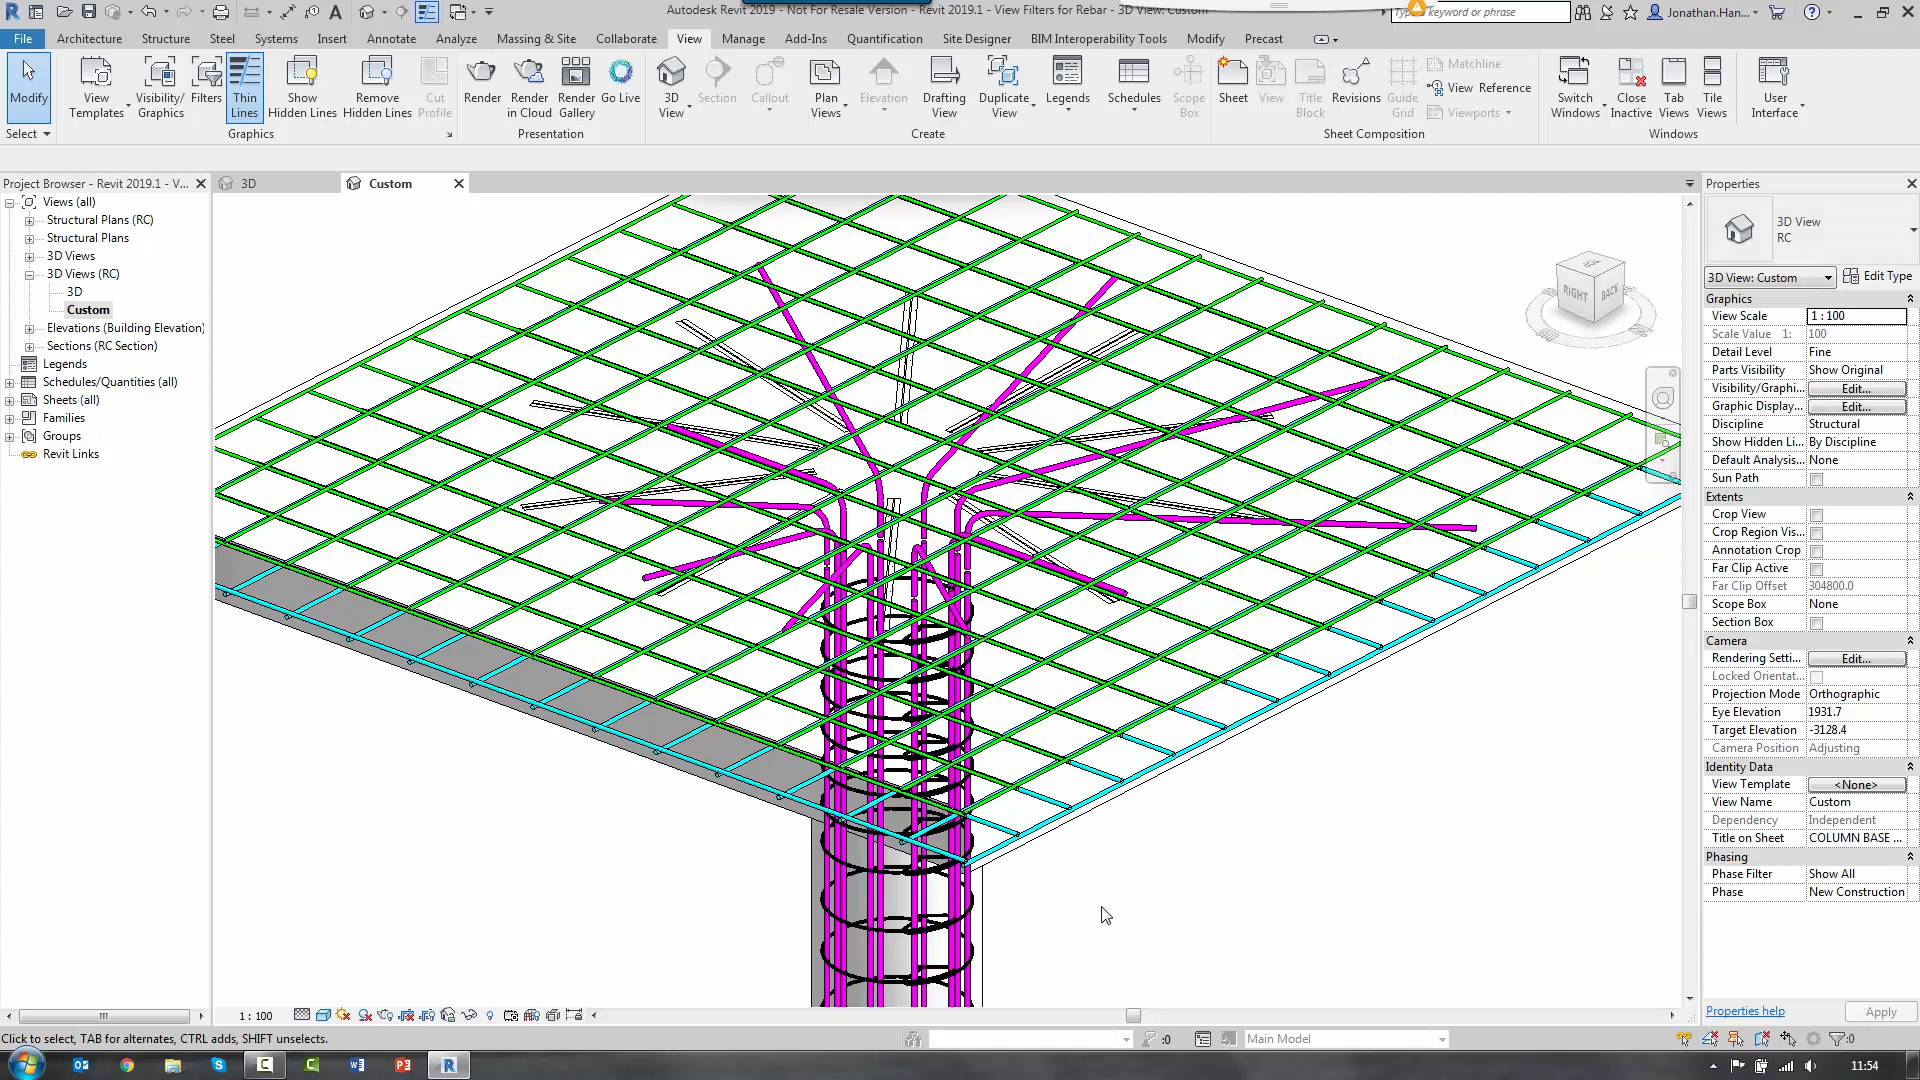 Autodesk Revit 2019 - Not For Resale Version - Revit 2019.1 - View Filters for Rebar - 3D View: Custom
Type a keyword or phrase
Jonathan.Han...
File Architecture Structure Steel Systems Insert Annotate Analyze Massing & Site Collaborate View Manage Add-Ins Quantification Site Designer BIM Interoperability Tools Modify Precast
Modify
View Templates
Visibility/ Graphics
Filters
Thin Lines
Show Hidden Lines
Remove Hidden Lines
Cut Profile
Render
Render in Cloud
Render Gallery
Go Live
3D View
Section
Callout
Plan Views
Elevation
Drafting View
Duplicate View
Legends
Schedules
Scope Box
Sheet
View
Title Block
Revisions
Guide Grid
Matchline
View Reference
Viewports
Switch Windows
Close Inactive
Tab Views
Tile Views
User Interface
Select Graphics Presentation Create Sheet Composition Windows
Project Browser - Revit 2019.1 - V...
3D
Custom
Properties
Views (all)
Structural Plans (RC)
Structural Plans
3D Views
3D Views (RC)
3D
Custom
Elevations (Building Elevation)
Sections (RC Section)
Legends
Schedules/Quantities (all)
Sheets (all)
Families
Groups
Revit Links
RIGHT
BACK
3D View
RC
3D View: Custom Edit Type
Graphics
View Scale 1 : 100
Scale Value 1: 100
Detail Level Fine
Parts Visibility Show Original
Visibility/Graphi... Edit...
Graphic Display... Edit...
Discipline Structural
Show Hidden Li... By Discipline
Default Analysis... None
Sun Path
Extents
Crop View
Crop Region Vis...
Annotation Crop
Far Clip Active
Far Clip Offset 304800.0
Scope Box None
Section Box
Camera
Rendering Setti... Edit...
Locked Orientat...
Projection Mode Orthographic
Eye Elevation 1931.7
Target Elevation -3128.4
Camera Position Adjusting
Identity Data
View Template <None>
View Name Custom
Dependency Independent
Title on Sheet COLUMN BASE ...
Phasing
Phase Filter Show All
Phase New Construction
Properties help Apply
1 : 100
Click to select, TAB for alternates, CTRL adds, SHIFT unselects.
:0
Main Model
:0
11:54